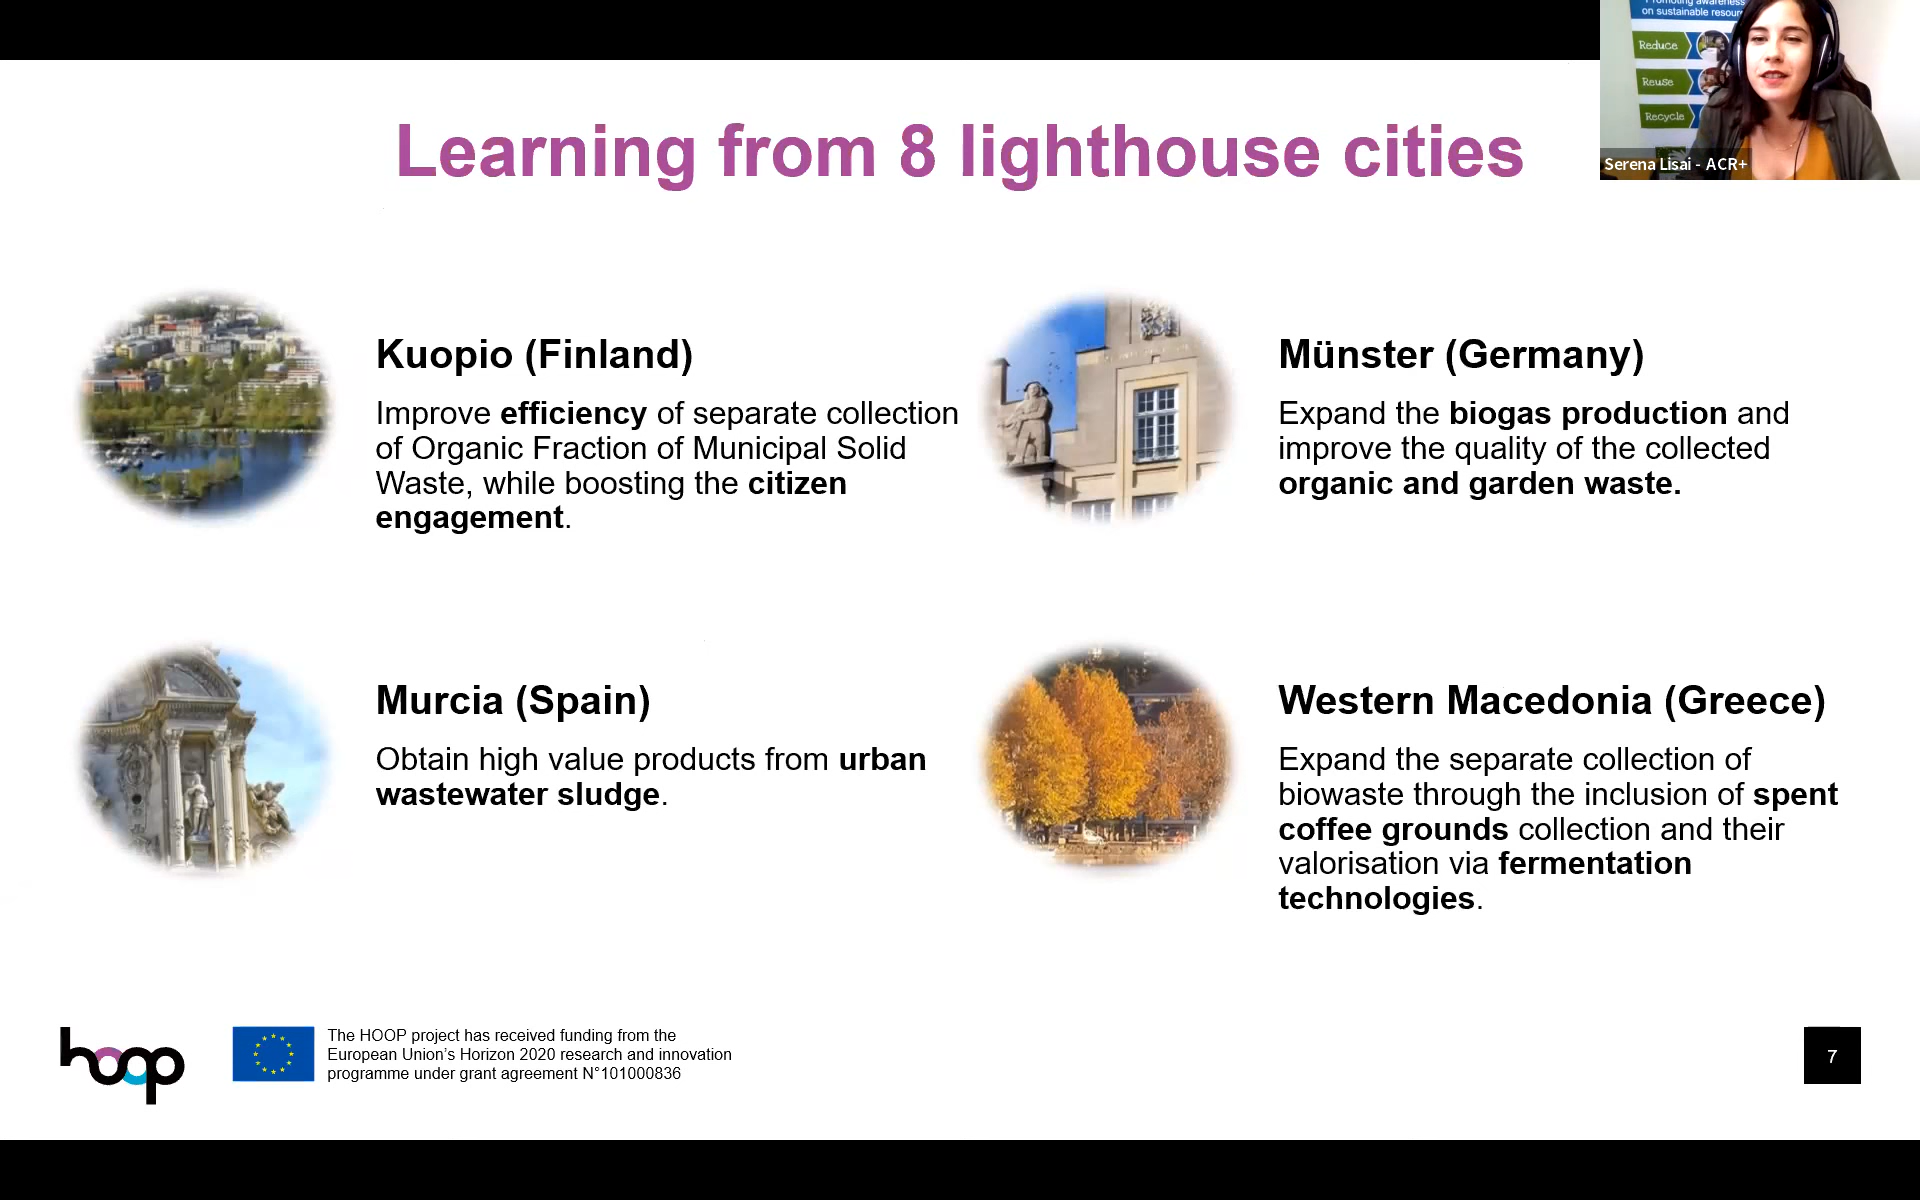 Promoting awareness
on sustainable resour
Reduce
Reuse
Recycle
Serena Lisai - ACR+
Learning from 8 lighthouse cities
Kuopio (Finland)
Improve efficiency of separate collection
of Organic Fraction of Municipal Solid
Waste, while boosting the citizen
engagement.
Münster (Germany)
Expand the biogas production and
improve the quality of the collected
organic and garden waste.
Murcia (Spain)
Obtain high value products from urban
wastewater sludge.
Western Macedonia (Greece)
Expand the separate collection of
biowaste through the inclusion of spent
coffee grounds collection and their
valorisation via fermentation
technologies.
hoop
The HOOP project has received funding from the
European Union's Horizon 2020 research and innovation
programme under grant agreement N°101000836
7